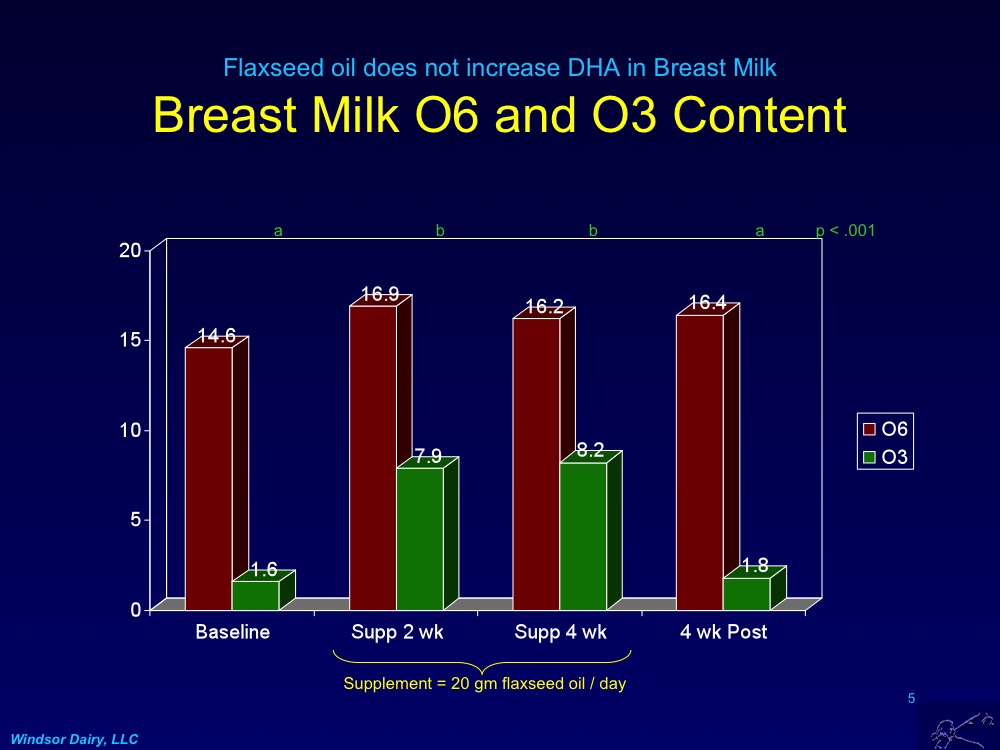 Flaxseed oil does not increase DHA in Breast Milk
Breast Milk O6 and O3 Content
a b b a p < .001
20
15
10
5
0
14.6 1.6 16.9 7.9 16.2 8.2 16.4 1.8
O6
O3
Baseline Supp 2 wk Supp 4 wk 4 wk Post
Supplement = 20 gm flaxseed oil / day
5
Windsor Dairy, LLC